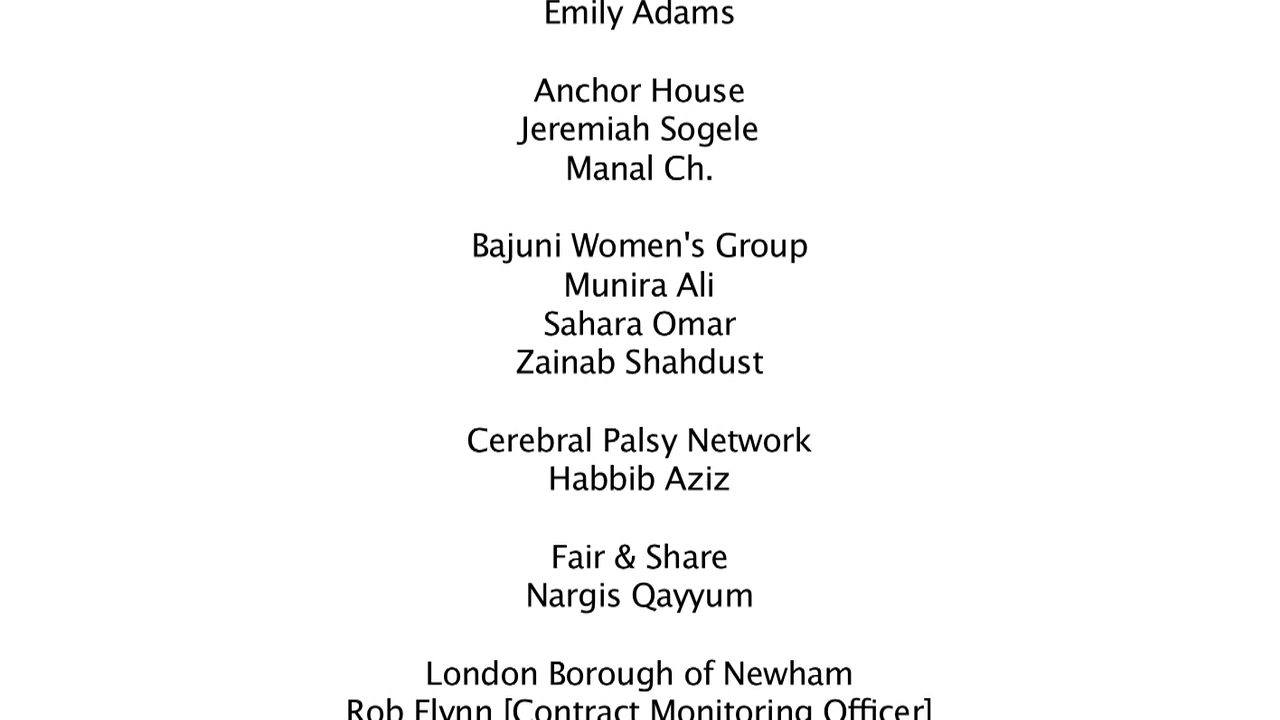 Emily Adams
Anchor House
Jeremiah Sogele
Manal Ch.
Bajuni Women's Group
Munira Ali
Sahara Omar
Zainab Shahdust
Cerebral Palsy Network
Habbib Aziz
Fair & Share
Nargis Qayyum
London Borough of Newham
Rob Flynn [Contract Monitoring Officer]